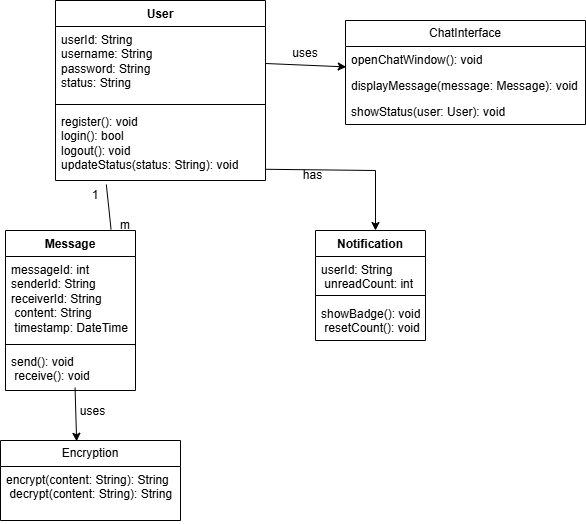 User
userId: String
username: String
password: String
status: String
register(): void
login(): bool
logout(): void
updateStatus(status: String): void
uses
ChatInterface
openChatWindow(): void
displayMessage(message: Message): void
showStatus(user: User): void
has
1
m
Message
messageId: int
senderId: String
receiverId: String
content: String
timestamp: DateTime
send(): void
receive(): void
Notification
userId: String
unreadCount: int
showBadge(): void
resetCount(): void
uses
Encryption
encrypt(content: String): String
decrypt(content: String): String